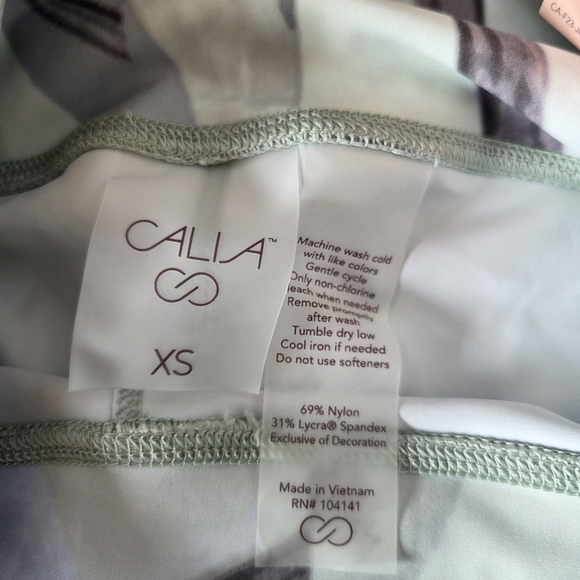 CALIA™
XS
Machine wash cold
with like colors
Gentle cycle
Only non-chlorine
leach when needed
Remove promptly
after wash
Tumble dry low
Cool iron if needed
Do not use softeners
69% Nylon
31% Lycra® Spandex
Exclusive of Decoration
Made in Vietnam
RN# 104141